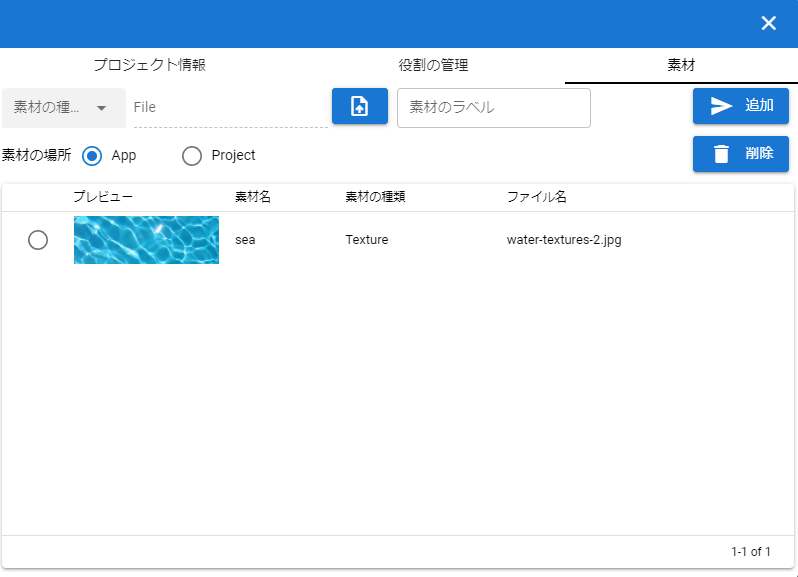 プロジェクト情報 役割の管理 素材
素材の種... File 素材のラベル 追加
素材の場所 App Project 削除
プレビュー 素材名 素材の種類 ファイル名
sea Texture water-textures-2.jpg
1-1 of 1